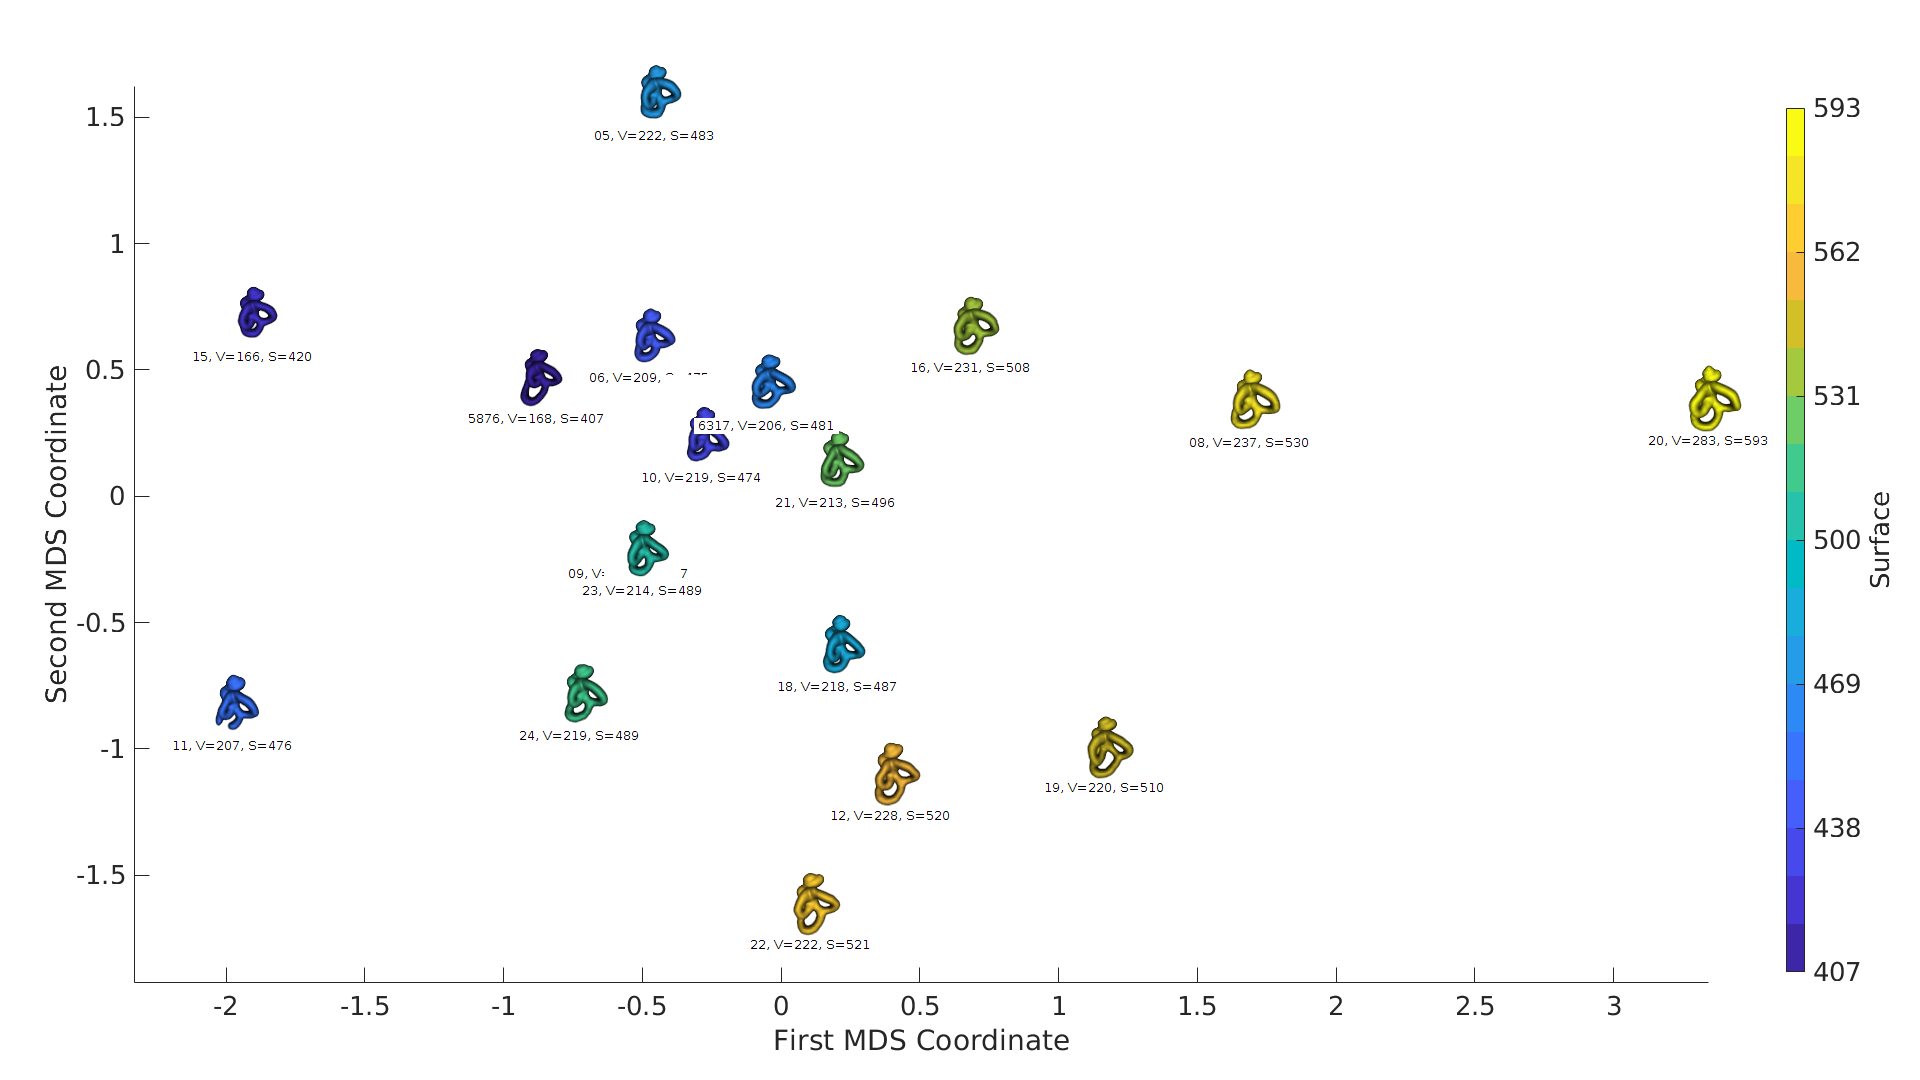 05, V=222, S=483
15, V=166, S=420
06, V=209,
16, V=231, S=508
5876, V=168, S=407
6317, V=206, S=481
08, V=237, S=530
20, V=283, S=593
10, V=219, S=474
21, V=213, S=496
09, V
7
23, V=214, S=489
18, V=218, S=487
24, V=219, S=489
11, V=207, S=476
19, V=220, S=510
12, V=228, S=520
22, V=222, S=521
1.5
1
0.5
0
-0.5
-1
-1.5
Second MDS Coordinate
-2 -1.5 -1 -0.5 0 0.5 1 1.5 2 2.5 3
First MDS Coordinate
593
562
531
500
469
438
407
Surface